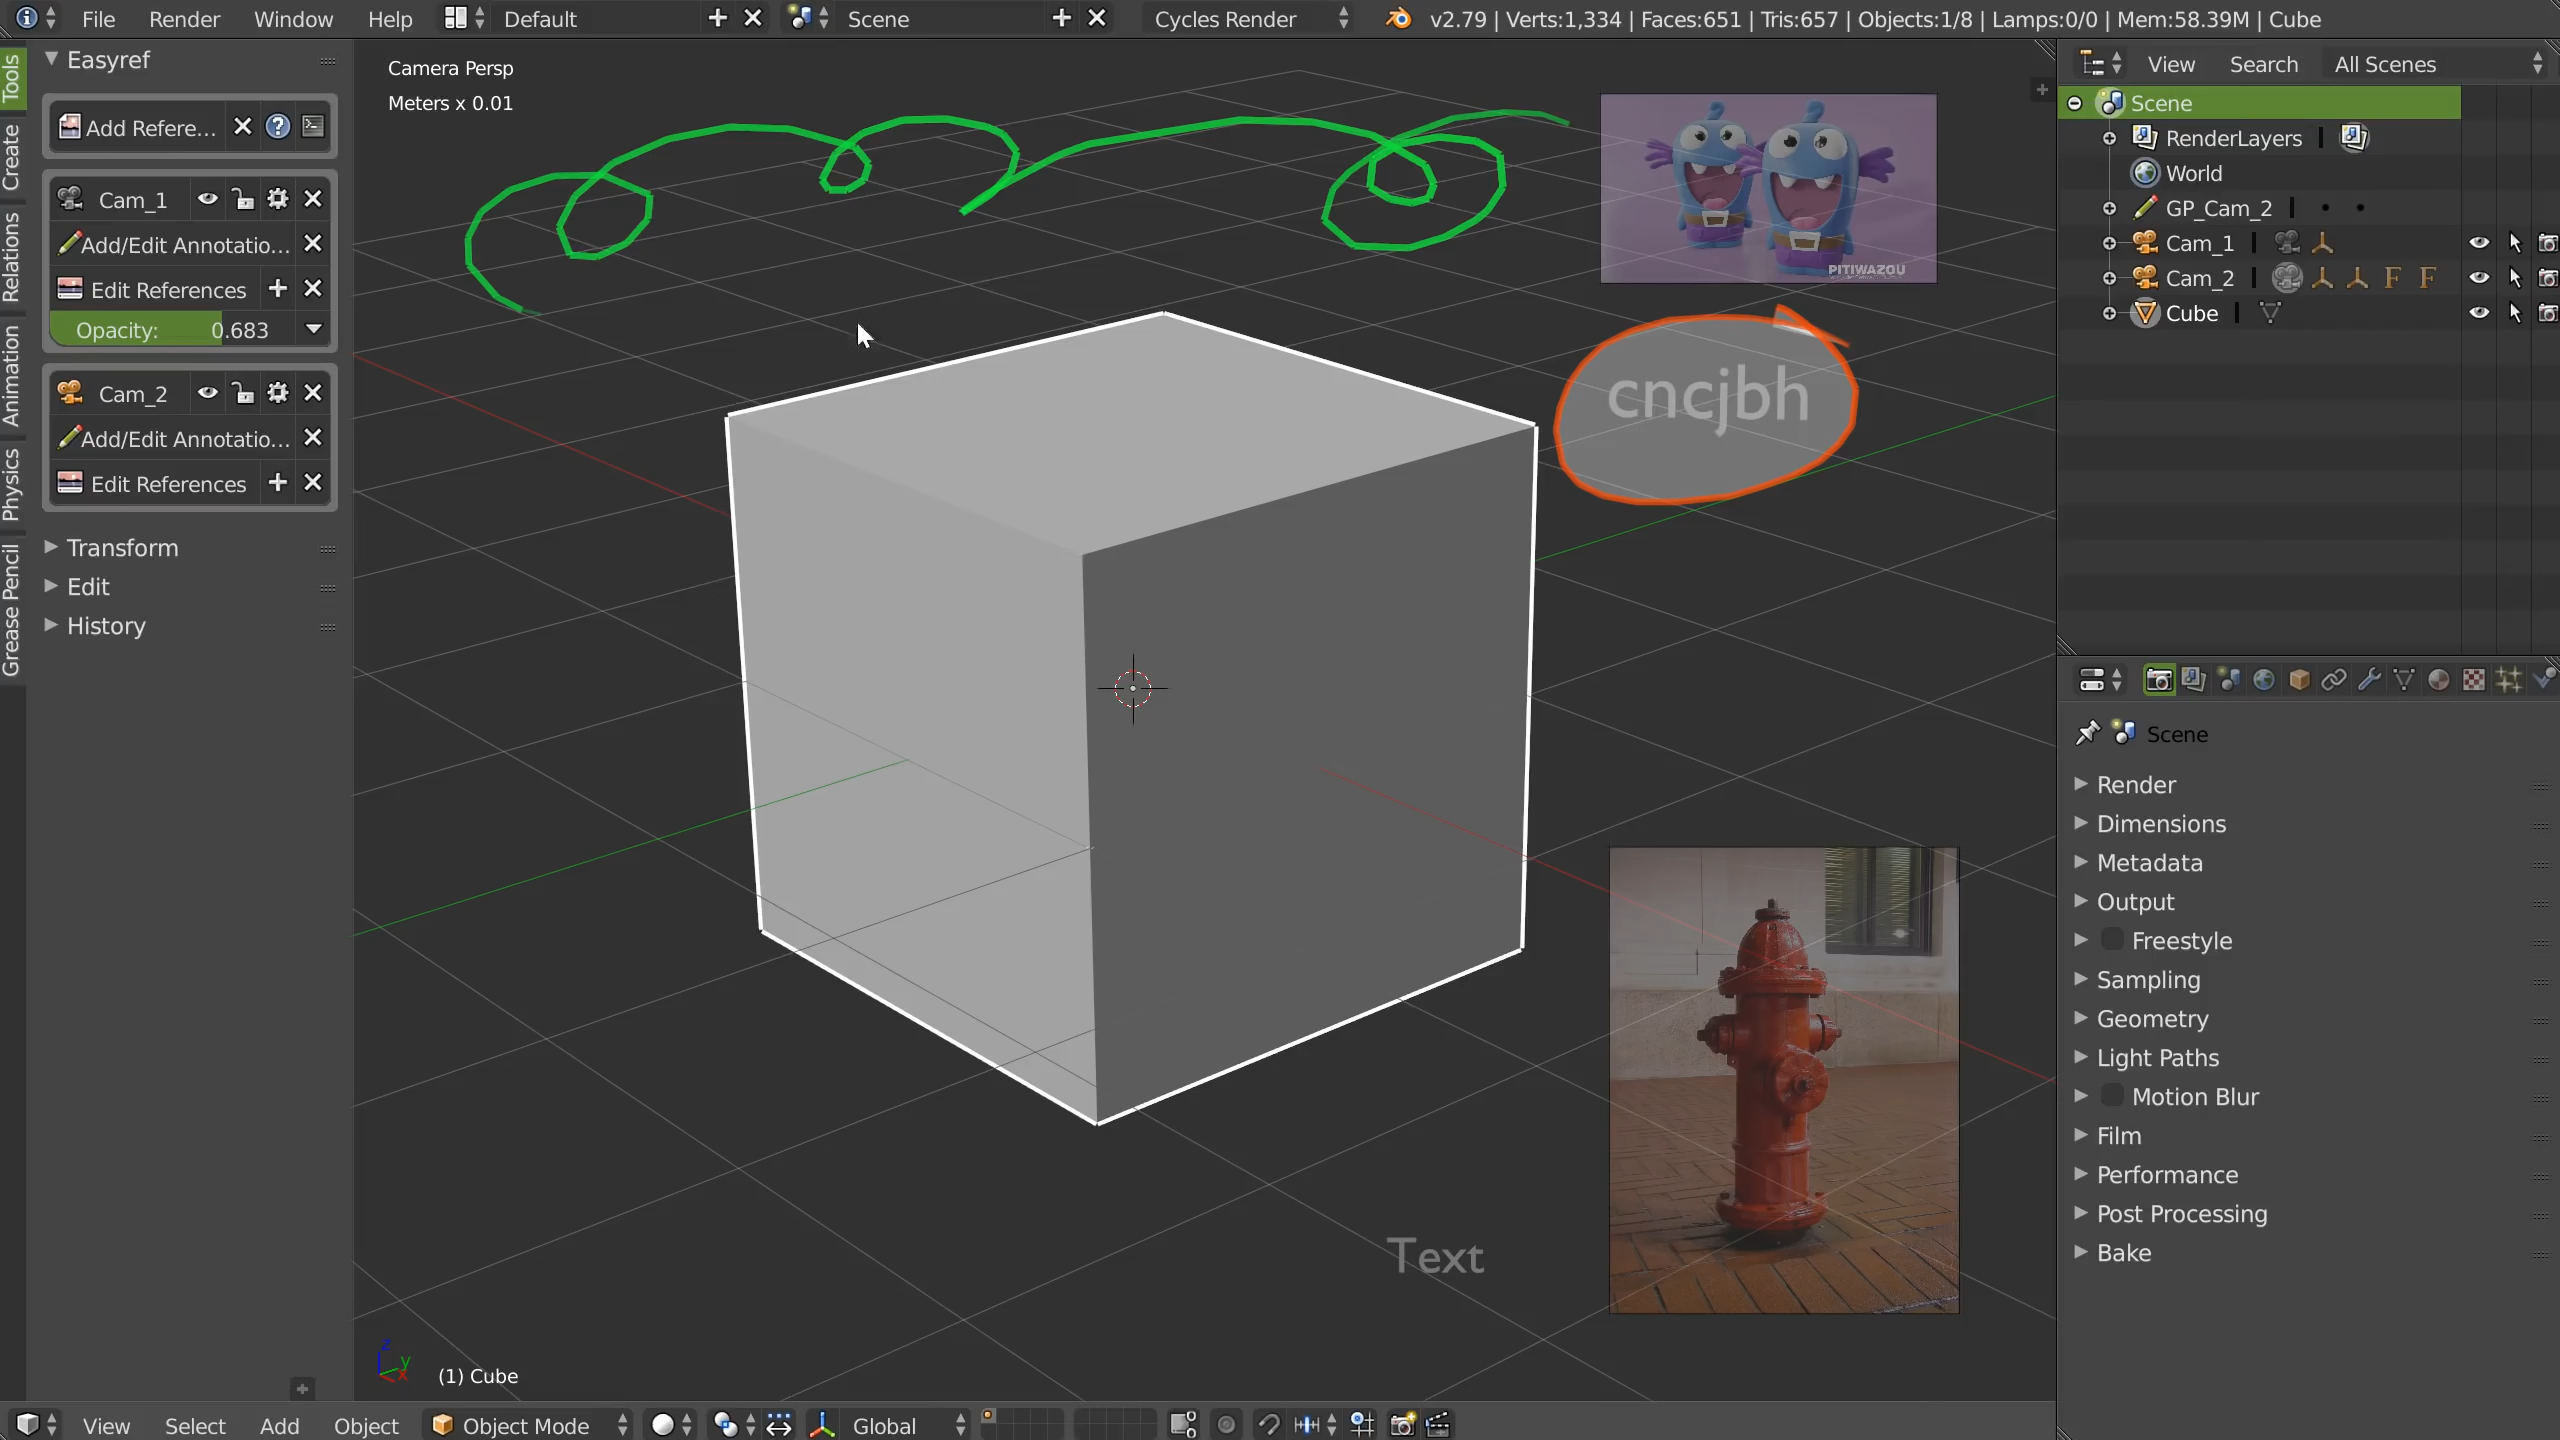 File Render Window Help Default Scene Cycles Render v2.79 | Verts:1,334 | Faces:651 | Tris:657 | Objects:1/8 | Lamps:0/0 | Mem:58.39M | Cube
Tools
Create
Relations
Animation
Physics
Grease Pencil
Easyref
Add Refere...
Cam_1
Add/Edit Annotatio...
Edit References
Opacity: 0.683
Cam_2
Add/Edit Annotatio...
Edit References
Transform
Edit
History
Camera Persp
Meters x 0.01
PITIWAZOU
cncjbh
Text
z
y
x
(1) Cube
View Select Add Object Object Mode Global
View Search All Scenes
Scene
RenderLayers
World
GP_Cam_2
Cam_1
Cam_2 F F
Cube
Scene
Render
Dimensions
Metadata
Output
Freestyle
Sampling
Geometry
Light Paths
Motion Blur
Film
Performance
Post Processing
Bake